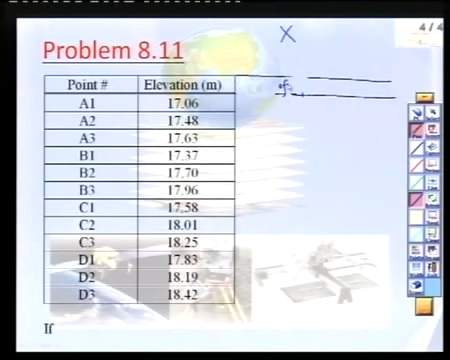 X
4/4
Problem 8.11
Point # Elevation (m)
A1 17.06
A2 17.48
A3 17.63
B1 17.37
B2 17.70
B3 17.96
C1 17.58
C2 18.01
C3 18.25
D1 17.83
D2 18.19
D3 18.42
If